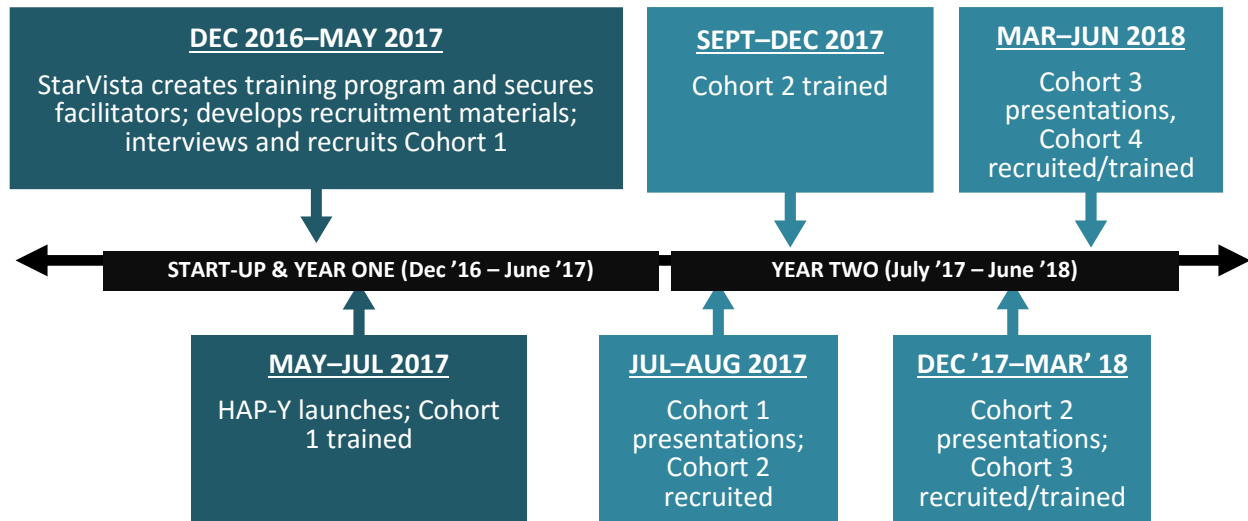 DEC 2016–MAY 2017
StarVista creates training program and secures
facilitators; develops recruitment materials;
interviews and recruits Cohort 1
SEPT–DEC 2017
Cohort 2 trained
MAR–JUN 2018
Cohort 3
presentations,
Cohort 4
recruited/trained
START-UP & YEAR ONE (Dec ’16 – June ’17)
YEAR TWO (July ’17 – June ’18)
MAY–JUL 2017
HAP-Y launches; Cohort
1 trained
JUL–AUG 2017
Cohort 1
presentations;
Cohort 2
recruited
DEC ’17–MAR’ 18
Cohort 2
presentations;
Cohort 3
recruited/trained